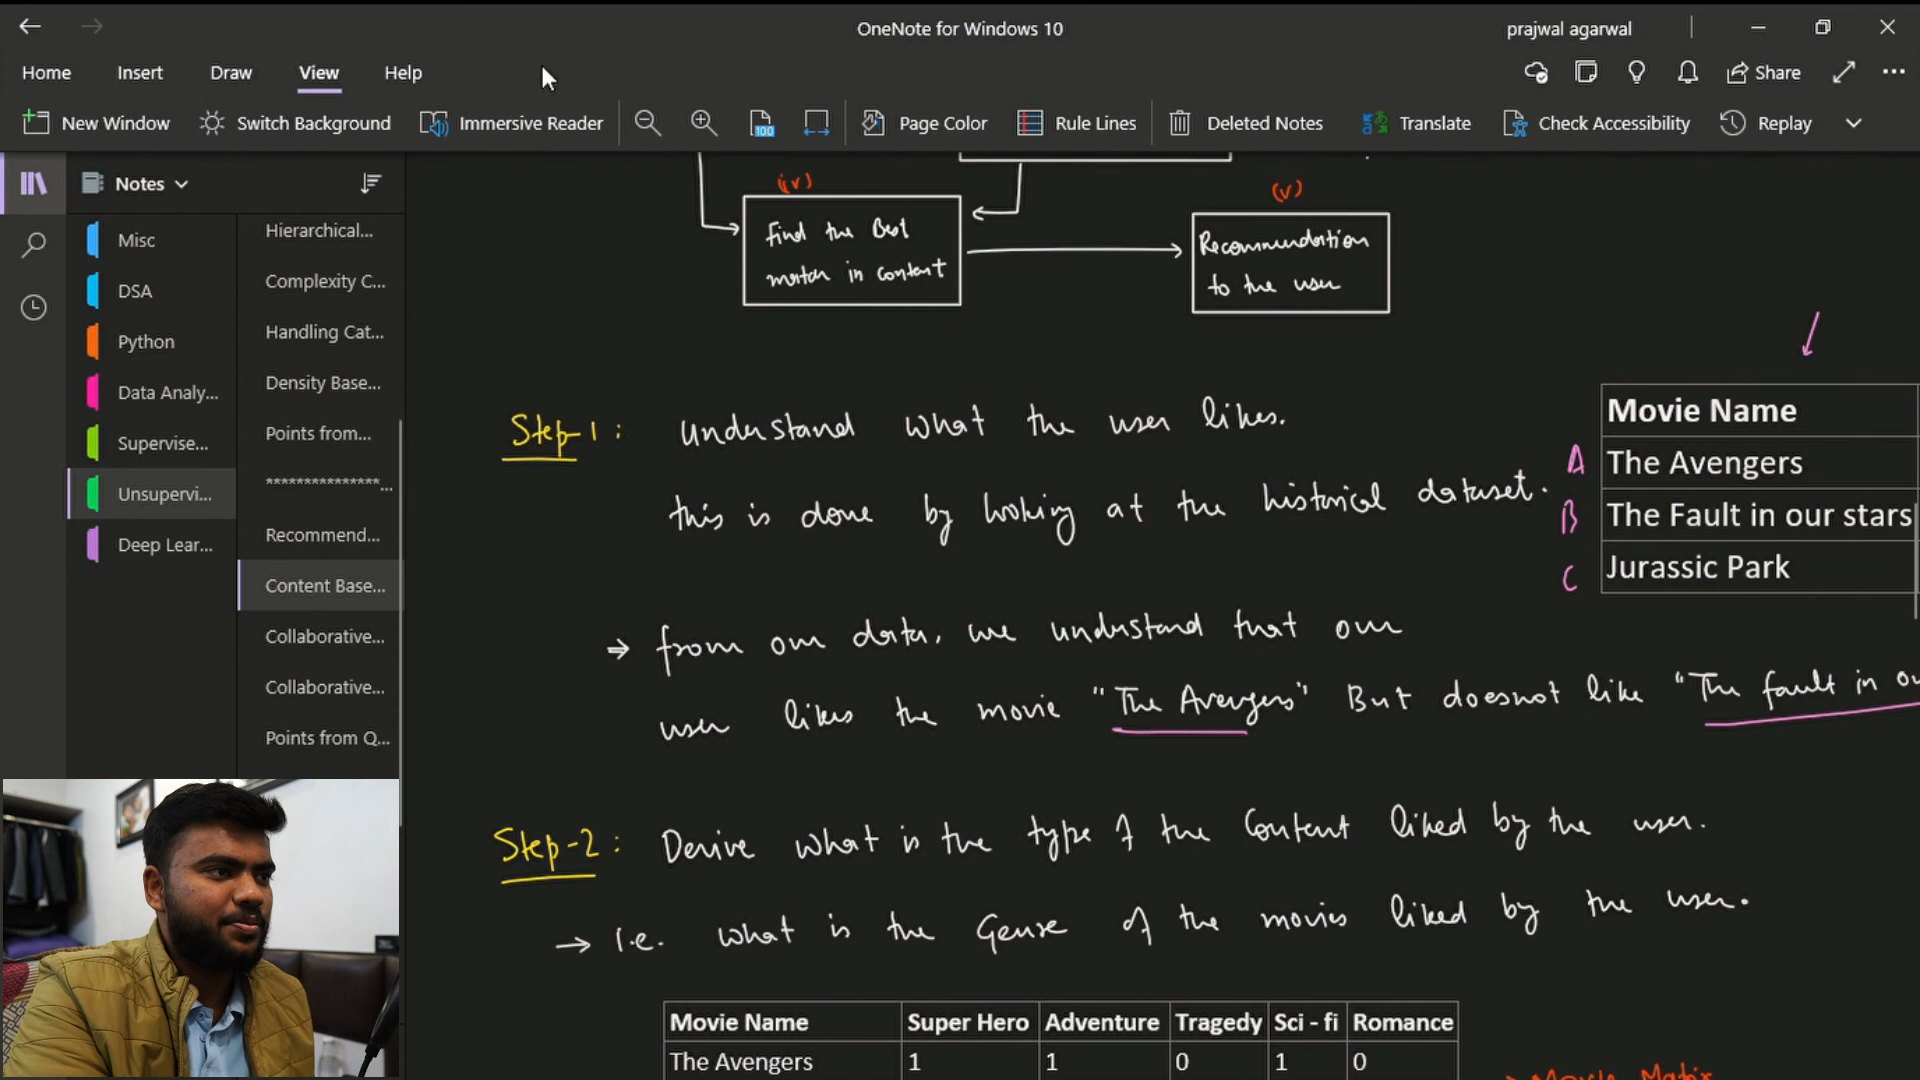 OneNote for Windows 10
prajwal agarwal
Home Insert Draw View Help
Share
New Window Switch Background Immersive Reader Page Color Rule Lines Deleted Notes Translate Check Accessibility Replay
Notes
Misc
DSA
Python
Data Analy...
Supervise...
Unsupervi...
Deep Lear...
Hierarchical...
Complexity C...
Handling Cat...
Density Base...
Points from...
***************...
Recommend...
Content Base...
Collaborative...
Collaborative...
Points from Q...
(iv)
Find the Best
match in content
(v)
Recommendation
to the user
Step-1: Understand what the user likes.
this is done by looking at the historical dataset.
Movie Name
A The Avengers
B The Fault in our stars
C Jurassic Park
⇒ from our data, we understand that our
user likes the movie "The Avengers" But doesnot like "The fault in ou
Step-2: Derive what is the type of the Content liked by the user.
→ I.e. what is the Genre of the movies liked by the user.
Movie Name Super Hero Adventure Tragedy Sci - fi Romance
The Avengers 1 1 0 1 0
→ Movie Matrix